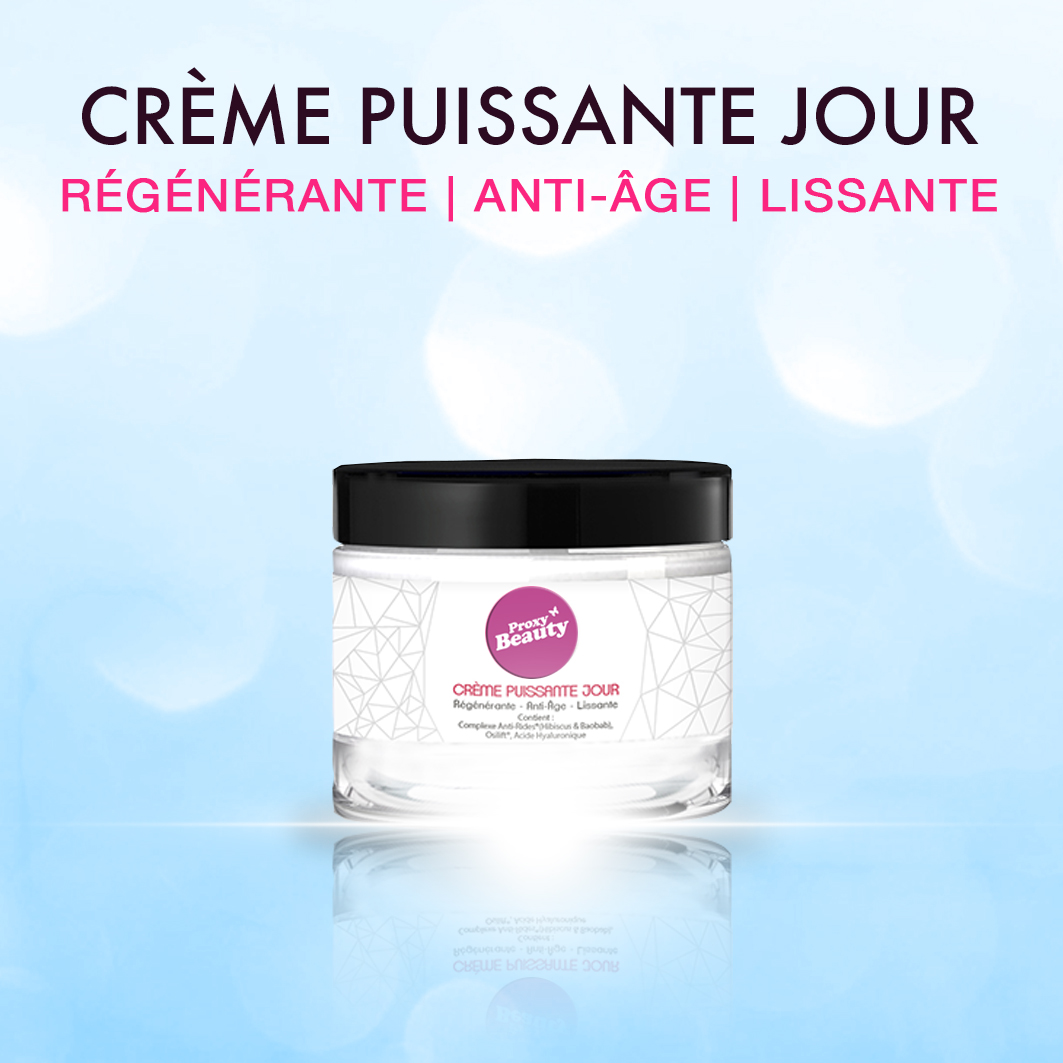 CRÈME PUISSANTE JOUR
RÉGÉNÉRANTE | ANTI-ÂGE | LISSANTE
Proxy
Beauty
CRÈME PUISSANTE JOUR
Régénérante - Anti-Âge - Lissante
Contient :
Complexe Anti-Rides*(Hibiscus & Baobab),
Osilift*, Acide Hyaluronique